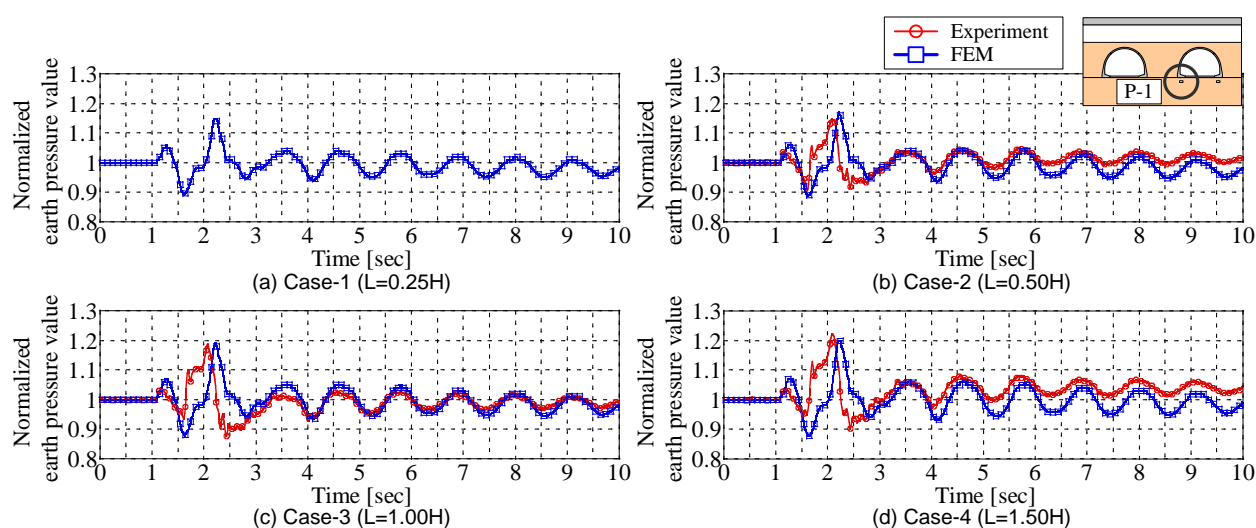 Experiment
FEM
P-1
Normalized
earth pressure value
1.3
1.2
1.1
1
0.9
0.8
0 1 2 3 4 5 6 7 8 9 10
Time [sec]
(a) Case-1 (L=0.25H)
Normalized
earth pressure value
1.3
1.2
1.1
1
0.9
0.8
0 1 2 3 4 5 6 7 8 9 10
Time [sec]
(b) Case-2 (L=0.50H)
Normalized
earth pressure value
1.3
1.2
1.1
1
0.9
0.8
0 1 2 3 4 5 6 7 8 9 10
Time [sec]
(c) Case-3 (L=1.00H)
Normalized
earth pressure value
1.3
1.2
1.1
1
0.9
0.8
0 1 2 3 4 5 6 7 8 9 10
Time [sec]
(d) Case-4 (L=1.50H)